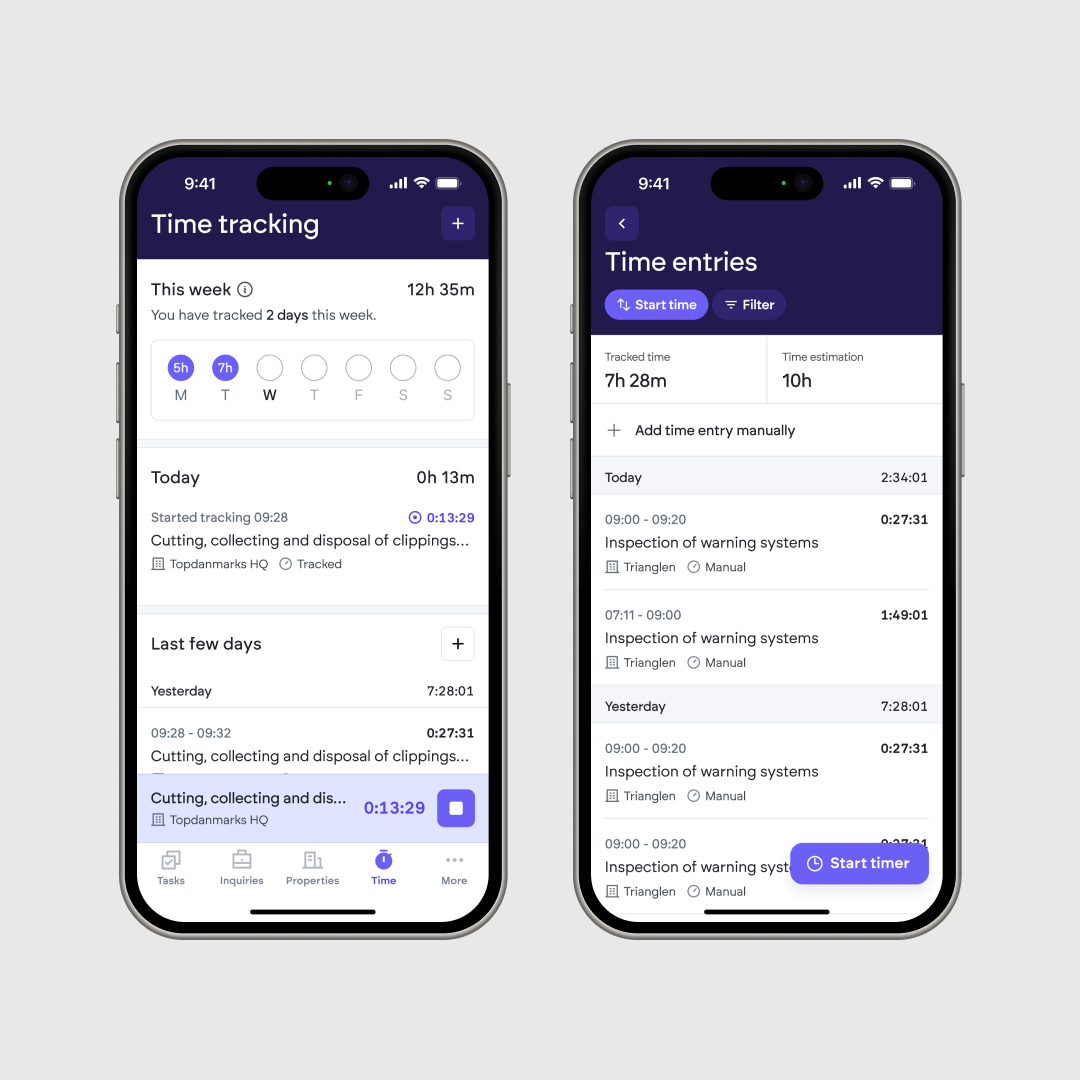 9:41
Time tracking
This week
12h 35m
You have tracked 2 days this week.
5h 7h
M T W T F S S
Today
0h 13m
Started tracking 09:28
0:13:29
Cutting, collecting and disposal of clippings...
Topdanmarks HQ Tracked
Last few days
Yesterday
7:28:01
09:28 - 09:32
0:27:31
Cutting, collecting and disposal of clippings...
Cutting, collecting and dis...
0:13:29
Topdanmarks HQ
Tasks Inquiries Properties Time More
9:41
Time entries
Start time Filter
Tracked time
7h 28m
Time estimation
10h
Add time entry manually
Today
2:34:01
09:00 - 09:20
0:27:31
Inspection of warning systems
Trianglen Manual
07:11 - 09:00
1:49:01
Inspection of warning systems
Trianglen Manual
Yesterday
7:28:01
09:00 - 09:20
0:27:31
Inspection of warning systems
Trianglen Manual
09:00 - 09:20
Inspection of warning
Trianglen Manual
Start timer